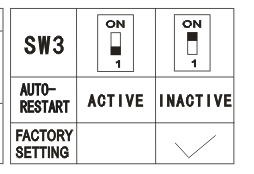 ON ON
SW3
1 1
AUTO-
RESTART ACTIVE INACTIVE
FACTORY
SETTING